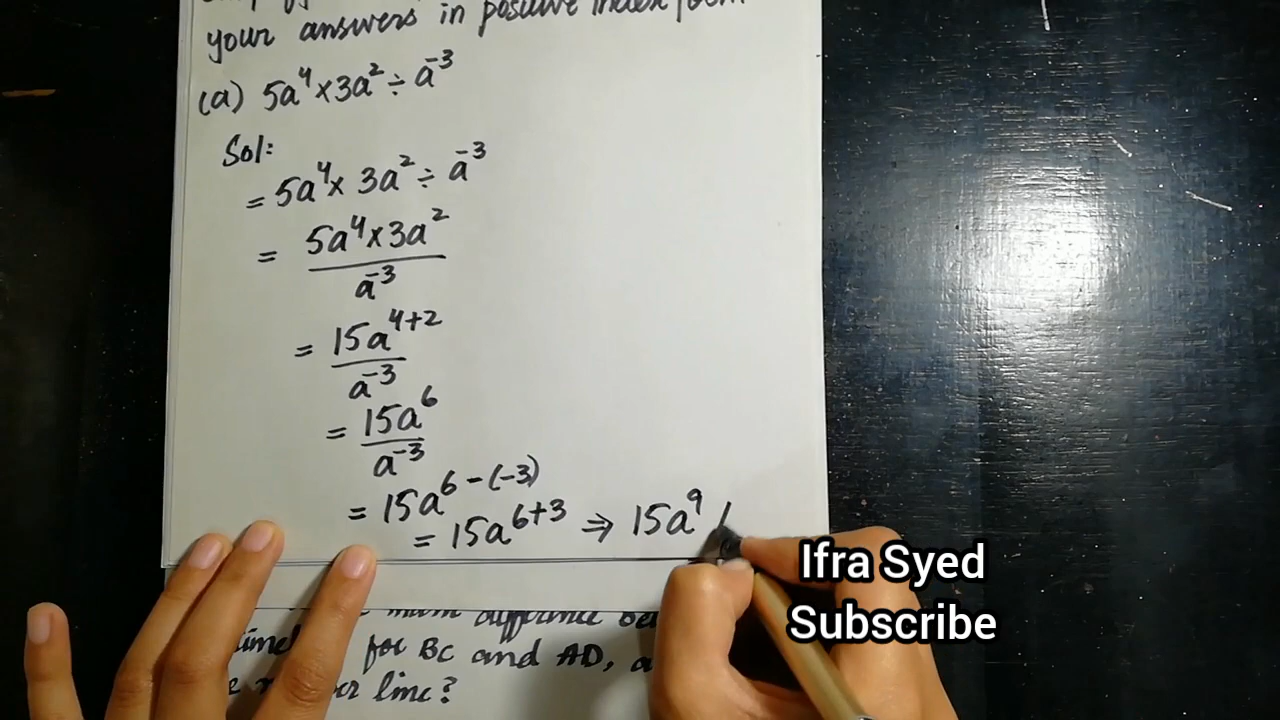 your answers in positive index form
(a) 5a⁴×3a²÷a⁻³
Sol:
= 5a⁴× 3a²÷ a⁻³
= 5a⁴×3a² / a⁻³
= 15a⁴⁺² / a⁻³
= 15a⁶ / a⁻³
= 15a⁶⁻⁽⁻³⁾
= 15a⁶⁺³ ⇒ 15a⁹
Ifra Syed
Subscribe
for BC and AD, a
line?